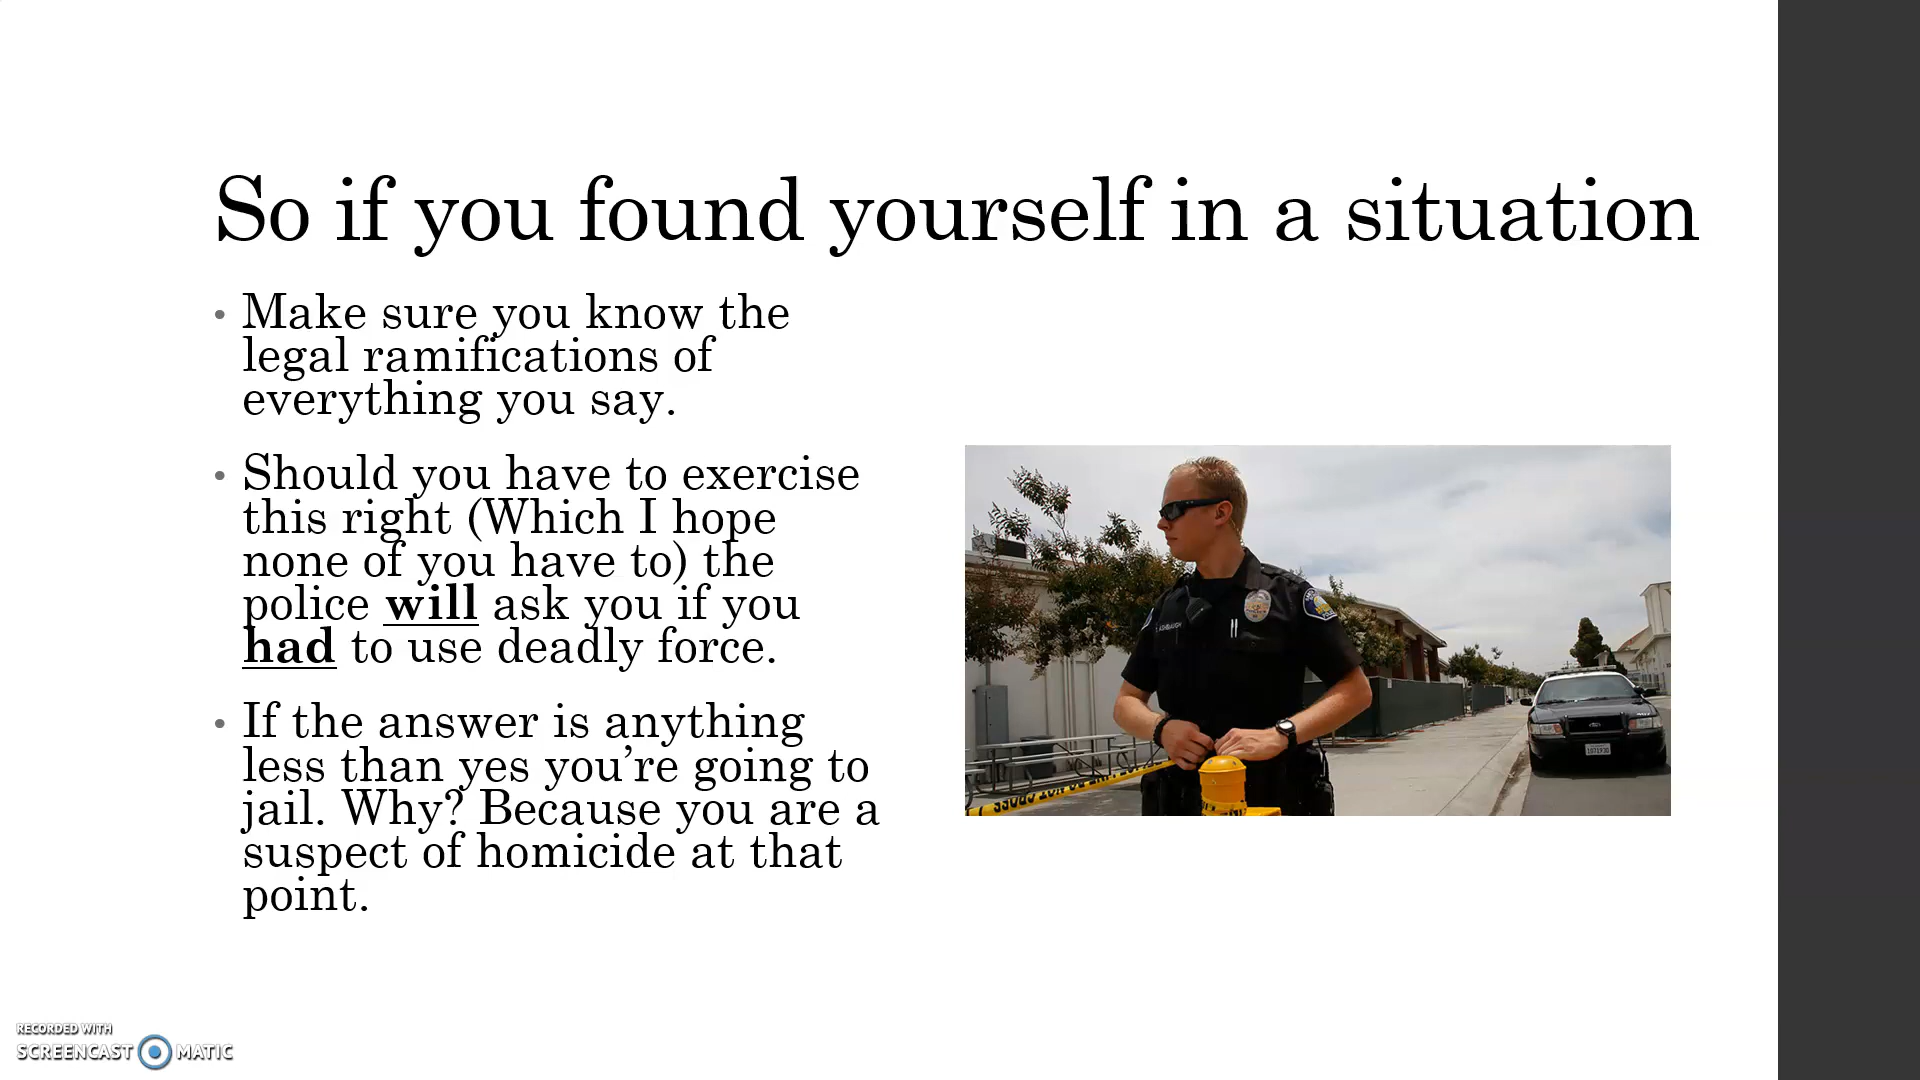 So if you found yourself in a situation
• Make sure you know the
legal ramifications of
everything you say.
• Should you have to exercise
this right (Which I hope
none of you have to) the
police will ask you if you
had to use deadly force.
• If the answer is anything
less than yes you’re going to
jail. Why? Because you are a
suspect of homicide at that
point.
RECORDED WITH
SCREENCAST MATIC